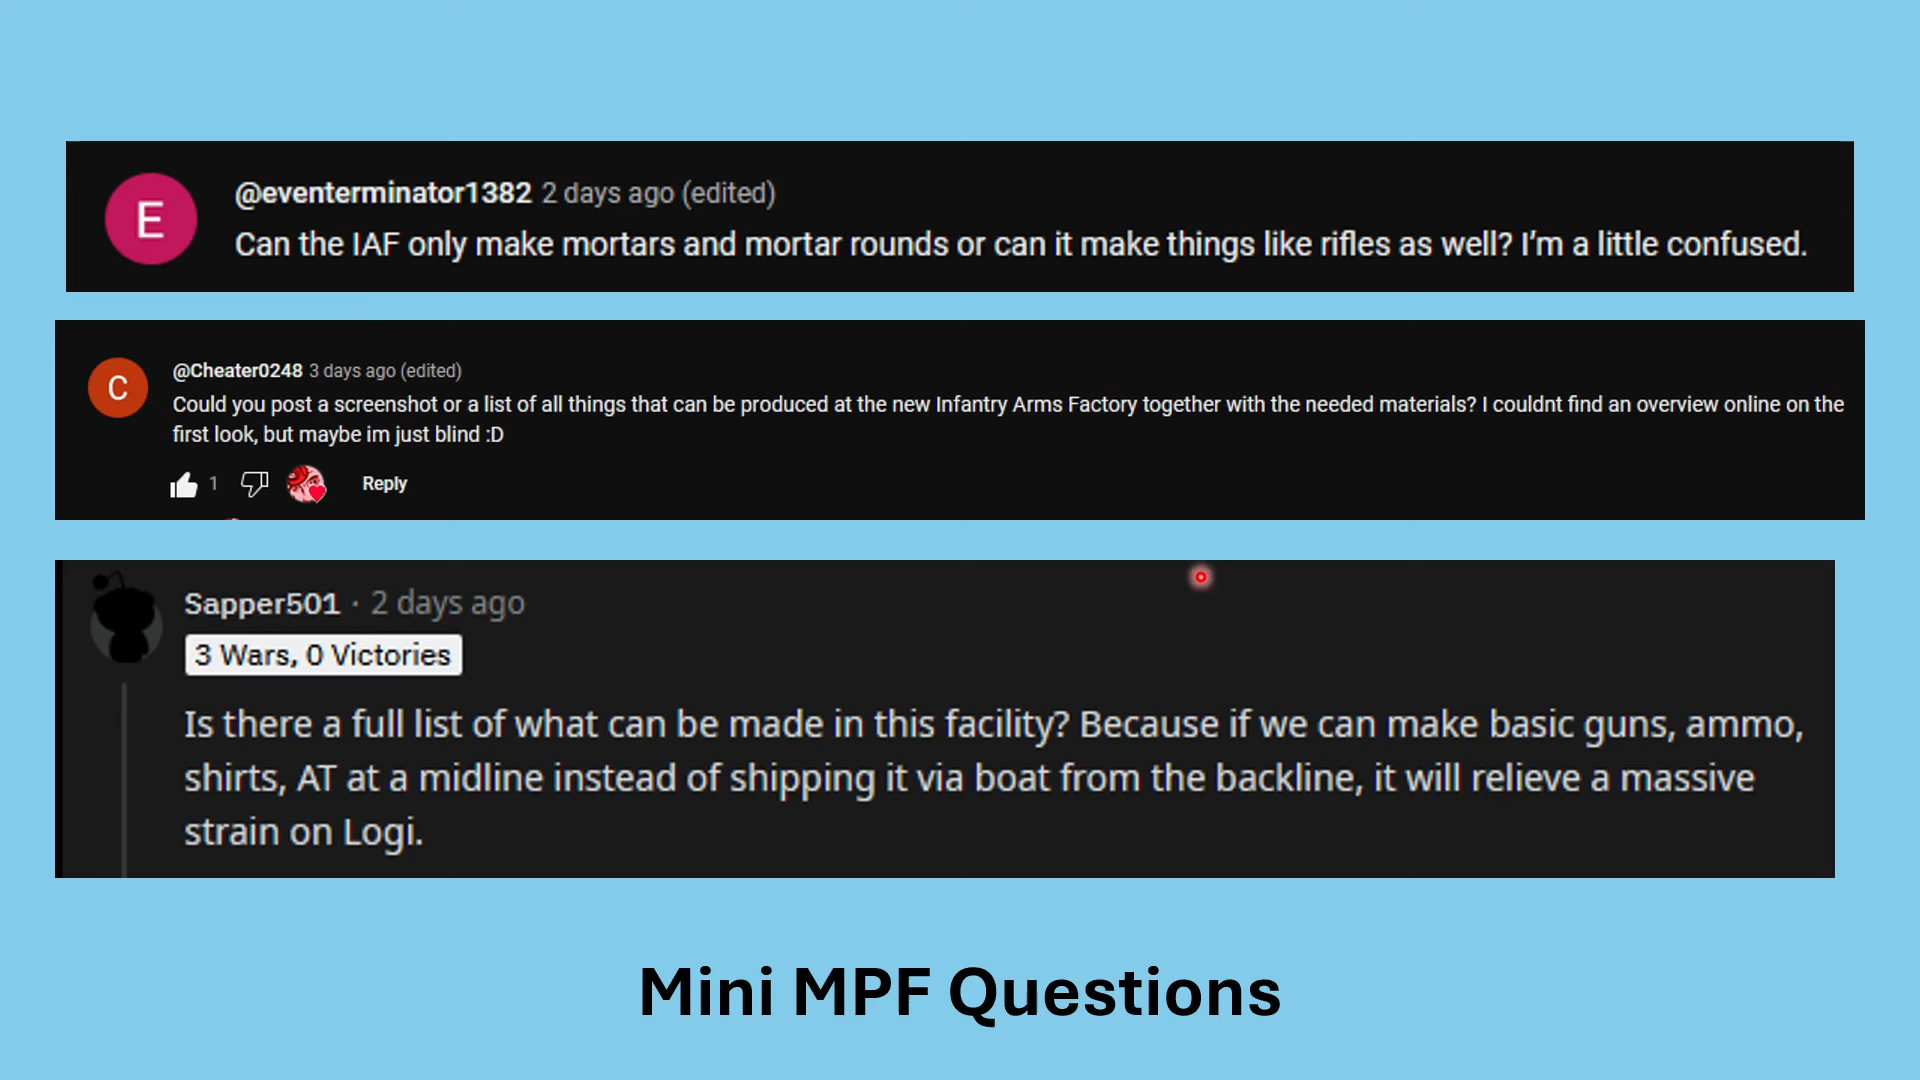 E
@eventerminator1382 2 days ago (edited)
Can the IAF only make mortars and mortar rounds or can it make things like rifles as well? I’m a little confused.
C
@Cheater0248 3 days ago (edited)
Could you post a screenshot or a list of all things that can be produced at the new Infantry Arms Factory together with the needed materials? I couldnt find an overview online on the
first look, but maybe im just blind :D
1 Reply
Sapper501 · 2 days ago
3 Wars, 0 Victories
Is there a full list of what can be made in this facility? Because if we can make basic guns, ammo,
shirts, AT at a midline instead of shipping it via boat from the backline, it will relieve a massive
strain on Logi.
Mini MPF Questions